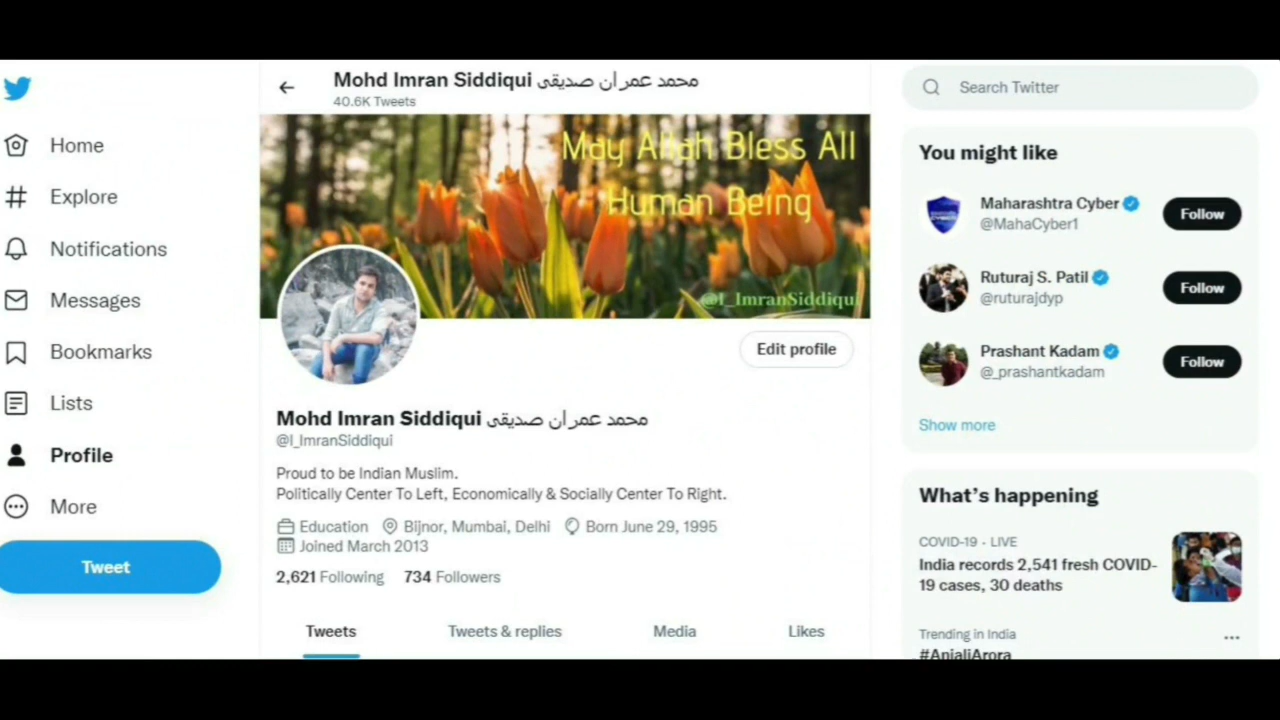 Mohd Imran Siddiqui محمد عمران صدیقی
40.6K Tweets
Home
Explore
Notifications
Messages
Bookmarks
Lists
Profile
More
Tweet
May Allah Bless All
Human Being
@I_ImranSiddiqui
Edit profile
Mohd Imran Siddiqui محمد عمران صدیقی
@I_ImranSiddiqui
Proud to be Indian Muslim.
Politically Center To Left, Economically & Socially Center To Right.
Education Bijnor, Mumbai, Delhi Born June 29, 1995
Joined March 2013
2,621 Following 734 Followers
Tweets Tweets & replies Media Likes
Search Twitter
You might like
Maharashtra Cyber
@MahaCyber1
Follow
Ruturaj S. Patil
@ruturajdyp
Follow
Prashant Kadam
@_prashantkadam
Follow
Show more
What's happening
COVID-19 · LIVE
India records 2,541 fresh COVID-
19 cases, 30 deaths
Trending in India
#AnjaliArora